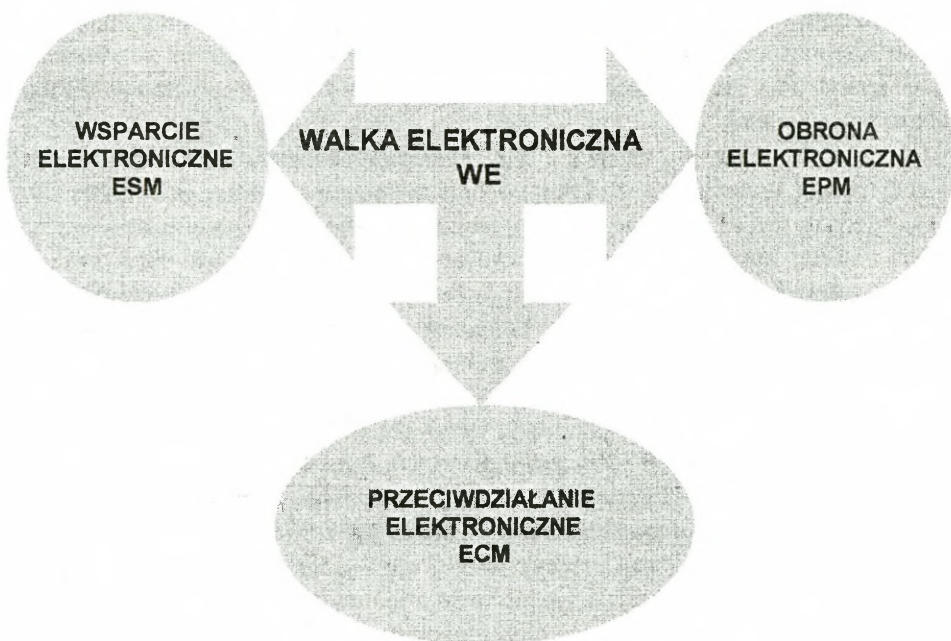 WSPARCIE
ELEKTRONICZNE
ESM
WALKA ELEKTRONICZNA
WE
OBRONA
ELEKTRONICZNA
EPM
PRZECIWDZIAŁANIE
ELEKTRONICZNE
ECM